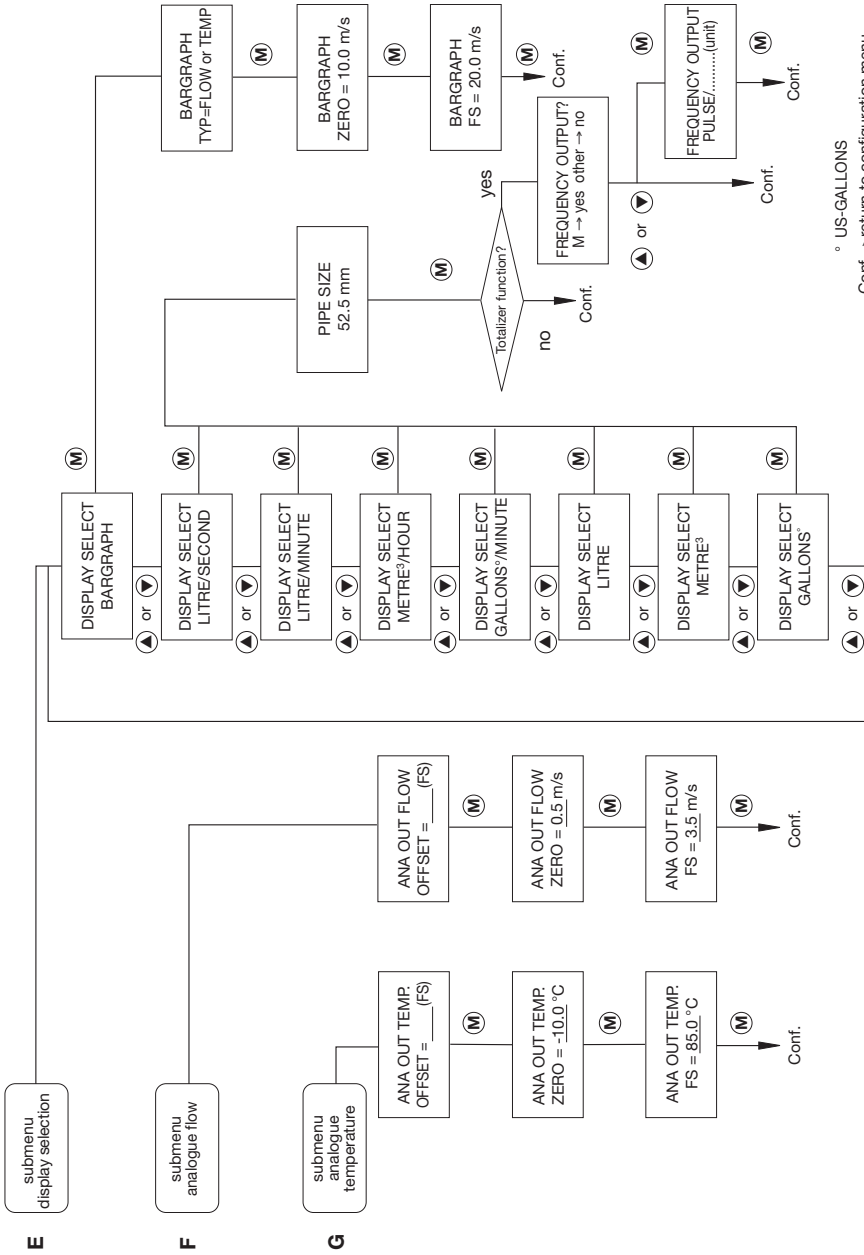 E
submenu
display selection
DISPLAY SELECT
BARGRAPH
M
BARGRAPH
TYP=FLOW or TEMP
M
BARGRAPH
ZERO = 10.0 m/s
M
BARGRAPH
FS = 20.0 m/s
M
Conf.
▲ or ▼
DISPLAY SELECT
LITRE/SECOND
M
▲ or ▼
DISPLAY SELECT
LITRE/MINUTE
M
▲ or ▼
DISPLAY SELECT
METRE³/HOUR
M
▲ or ▼
DISPLAY SELECT
GALLONS°/MINUTE
M
▲ or ▼
DISPLAY SELECT
LITRE
M
▲ or ▼
DISPLAY SELECT
METRE³
M
▲ or ▼
DISPLAY SELECT
GALLONS°
M
▲ or ▼
PIPE SIZE
52.5 mm
M
Totalizer function?
no
Conf.
yes
FREQUENCY OUTPUT?
M → yes other → no
▲ or ▼
Conf.
M
FREQUENCY OUTPUT
PULSE/..........(unit)
M
Conf.
F
submenu
analogue flow
ANA OUT FLOW
OFFSET = ____(FS)
M
ANA OUT FLOW
ZERO = 0.5 m/s
M
ANA OUT FLOW
FS = 3.5 m/s
M
Conf.
G
submenu
analogue
temperature
ANA OUT TEMP.
OFFSET = ____(FS)
M
ANA OUT TEMP.
ZERO = -10.0 °C
M
ANA OUT TEMP.
FS = 85.0 °C
M
Conf.
° US-GALLONS
Conf. → return to configuration menu